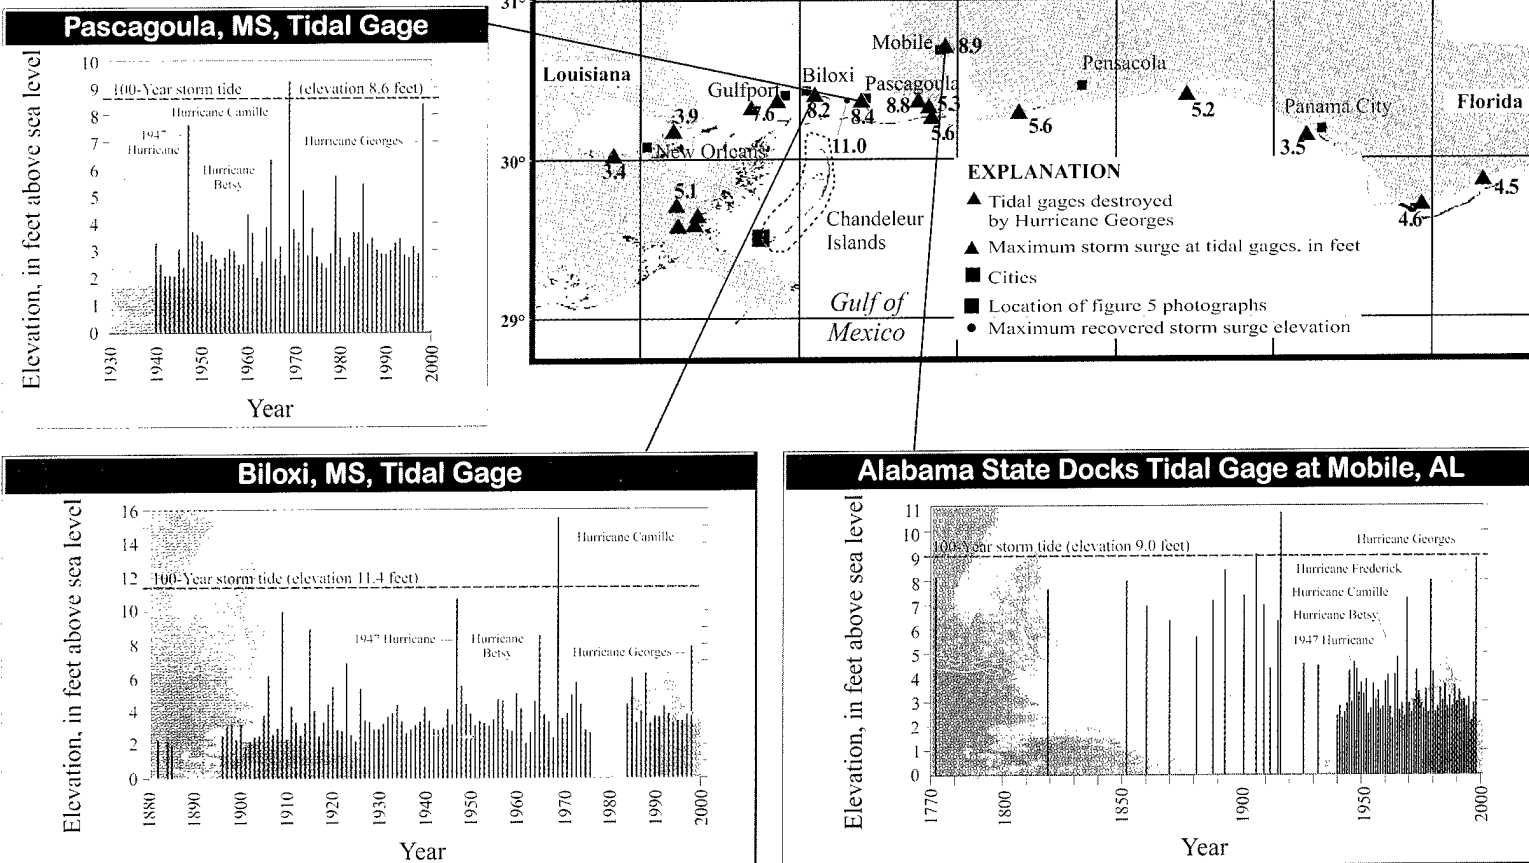 Pascagoula, MS, Tidal Gage
Elevation, in feet above sea level
10
9
8
7
6
5
4
3
2
1
0
100-Year storm tide (elevation 8.6 feet)
Hurricane Camille
1947
Hurricane
Hurricane Georges
Hurricane
Betsy
1930
1940
1950
1960
1970
1980
1990
2000
Year
31°
30°
29°
Louisiana
Mobile
8.9
Biloxi
Pascagoula
Pensacola
Gulfport
7.6
8.2
8.4
8.8
5.3
5.6
5.6
5.2
Panama City
3.5
Florida
3.9
New Orleans
3.4
11.0
5.1
4.5
4.6
Chandeleur
Islands
Gulf of
Mexico
EXPLANATION
Tidal gages destroyed
by Hurricane Georges
Maximum storm surge at tidal gages, in feet
Cities
Location of figure 5 photographs
Maximum recovered storm surge elevation
Biloxi, MS, Tidal Gage
Elevation, in feet above sea level
16
14
12
10
8
6
4
2
0
Hurricane Camille
100-Year storm tide (elevation 11.4 feet)
1947 Hurricane
Hurricane
Betsy
Hurricane Georges
1880
1890
1900
1910
1920
1930
1940
1950
1960
1970
1980
1990
2000
Year
Alabama State Docks Tidal Gage at Mobile, AL
Elevation, in feet above sea level
11
10
9
8
7
6
5
4
3
2
1
0
100-Year storm tide (elevation 9.0 feet)
Hurricane Georges
Hurricane Frederick
Hurricane Camille
Hurricane Betsy
1947 Hurricane
1770
1800
1850
1900
1950
2000
Year